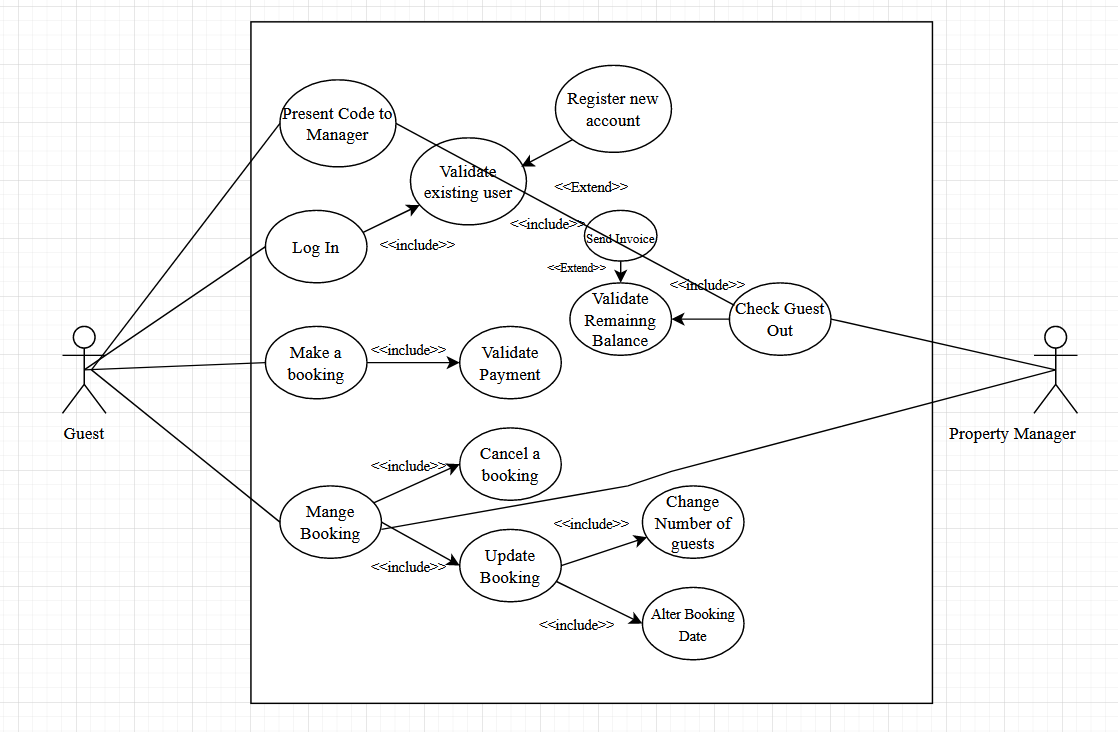 Present Code to
Manager
Register new
account
Validate
existing user
<<Extend>>
<<include>>
Send Invoice
Log In
<<include>>
<<Extend>>
<<include>>
Validate
Remainng
Balance
Check Guest
Out
Make a
booking
<<include>>
Validate
Payment
Guest
Property Manager
Cancel a
booking
<<include>>
Mange
Booking
Change
Number of
guests
<<include>>
Update
Booking
<<include>>
Alter Booking
Date
<<include>>